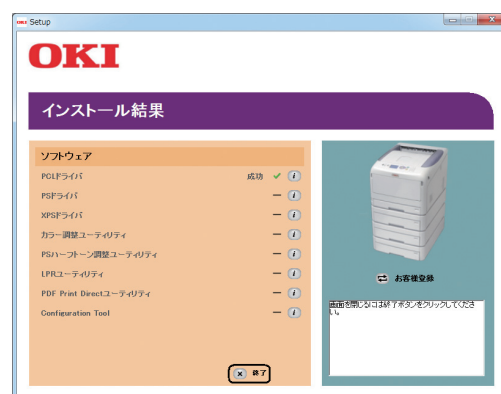 OKI Setup
OKI
インストール結果
ソフトウェア
PCLドライバ 成功
PSドライバ
XPSドライバ
カラー調整ユーティリティ
PSハーフトーン調整ユーティリティ
LPRユーティリティ
PDF Print Directユーティリティ
Configuration Tool
終了
お客様登録
画面を閉じるには終了ボタンをクリックしてくださ
い。